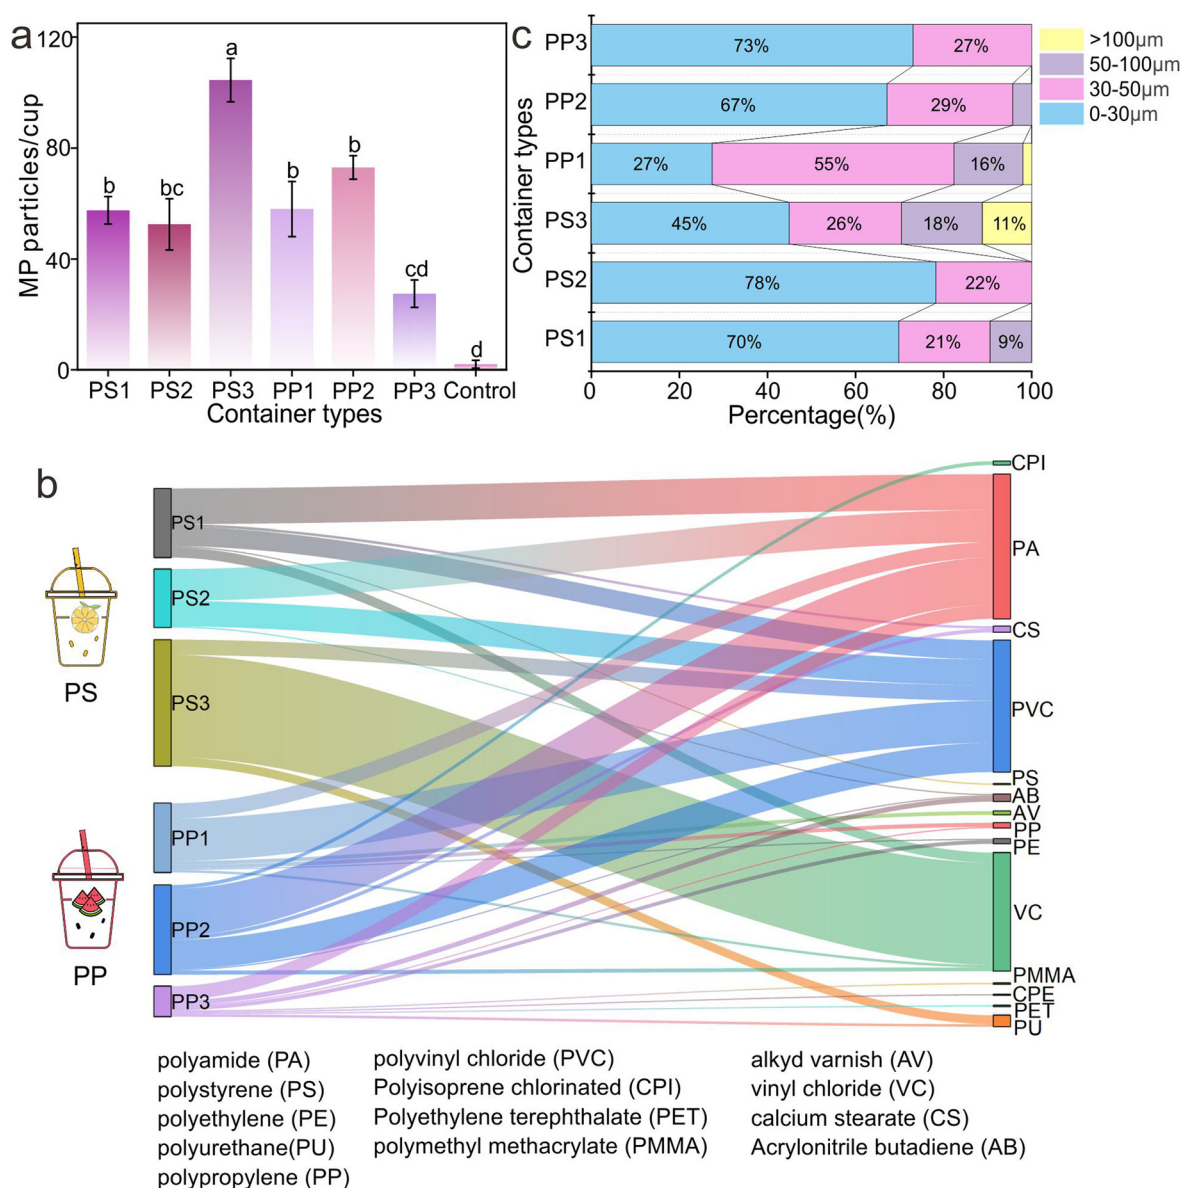 a
MP particles/cup
120
80
40
0
b
bc
a
b
b
cd
d
PS1 PS2 PS3 PP1 PP2 PP3 Control
Container types
c
Container types
PP3 73% 27%
PP2 67% 29%
PP1 27% 55% 16%
PS3 45% 26% 18% 11%
PS2 78% 22%
PS1 70% 21% 9%
0 20 40 60 80 100
Percentage(%)
>100μm
50-100μm
30-50μm
0-30μm
b
PS
PP
PS1
PS2
PS3
PP1
PP2
PP3
CPI
PA
CS
PVC
PS
AB
AV
PP
PE
VC
PMMA
CPE
PET
PU
polyamide (PA) polyvinyl chloride (PVC) alkyd varnish (AV)
polystyrene (PS) Polyisoprene chlorinated (CPI) vinyl chloride (VC)
polyethylene (PE) Polyethylene terephthalate (PET) calcium stearate (CS)
polyurethane(PU) polymethyl methacrylate (PMMA) Acrylonitrile butadiene (AB)
polypropylene (PP)